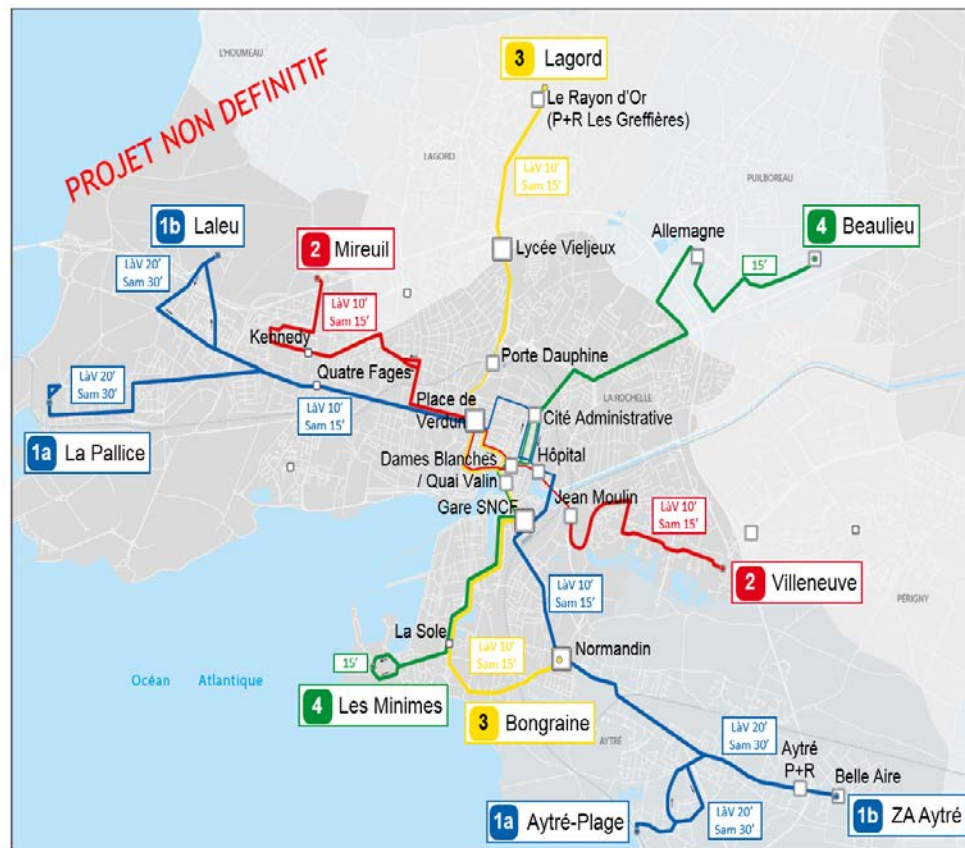 L'HOUMEAU
PROJET NON DEFINITIF
3 Lagord
Le Rayon d'Or
(P+R Les Greffières)
LAGORD
LàV 10'
Sam 15'
PUILBOREAU
1b Laleu
2 Mireuil
Allemagne
4 Beaulieu
Lycée Vieljeux
LàV 20'
Sam 30'
LàV 10'
Sam 15'
15'
Kennedy
Porte Dauphine
Quatre Fages
LàV 20'
Sam 30'
LàV 10'
Sam 15'
Place de
Verdun
LA ROCHELLE
Cité Administrative
1a La Pallice
Dames Blanches
/ Quai Valin
Hôpital
Gare SNCF
Jean Moulin
LàV 10'
Sam 15'
2 Villeneuve
LàV 10'
Sam 15'
PÉRIGNY
La Sole
LàV 10'
Sam 15'
Normandin
15'
Océan Atlantique
4 Les Minimes
3 Bongraine
AYTRÉ
LàV 20'
Sam 30'
Aytré
P+R
Belle Aire
1a Aytré-Plage
LàV 20'
Sam 30'
1b ZA Aytré